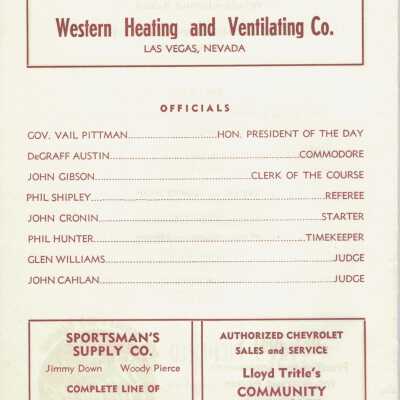 Western Heating and Ventilating Co.
LAS VEGAS, NEVADA
OFFICIALS
GOV. VAIL PITTMAN........HON. PRESIDENT OF THE DAY
DeGRAFF AUSTIN........COMMODORE
JOHN GIBSON........CLERK OF THE COURSE
PHIL SHIPLEY........REFEREE
JOHN CRONIN........STARTER
PHIL HUNTER........TIMEKEEPER
GLEN WILLIAMS........JUDGE
JOHN CAHLAN........JUDGE
SPORTSMAN'S
SUPPLY CO.
Jimmy Down Woody Pierce
COMPLETE LINE OF
AUTHORIZED CHEVROLET
SALES and SERVICE
Lloyd Tritle's
COMMUNITY